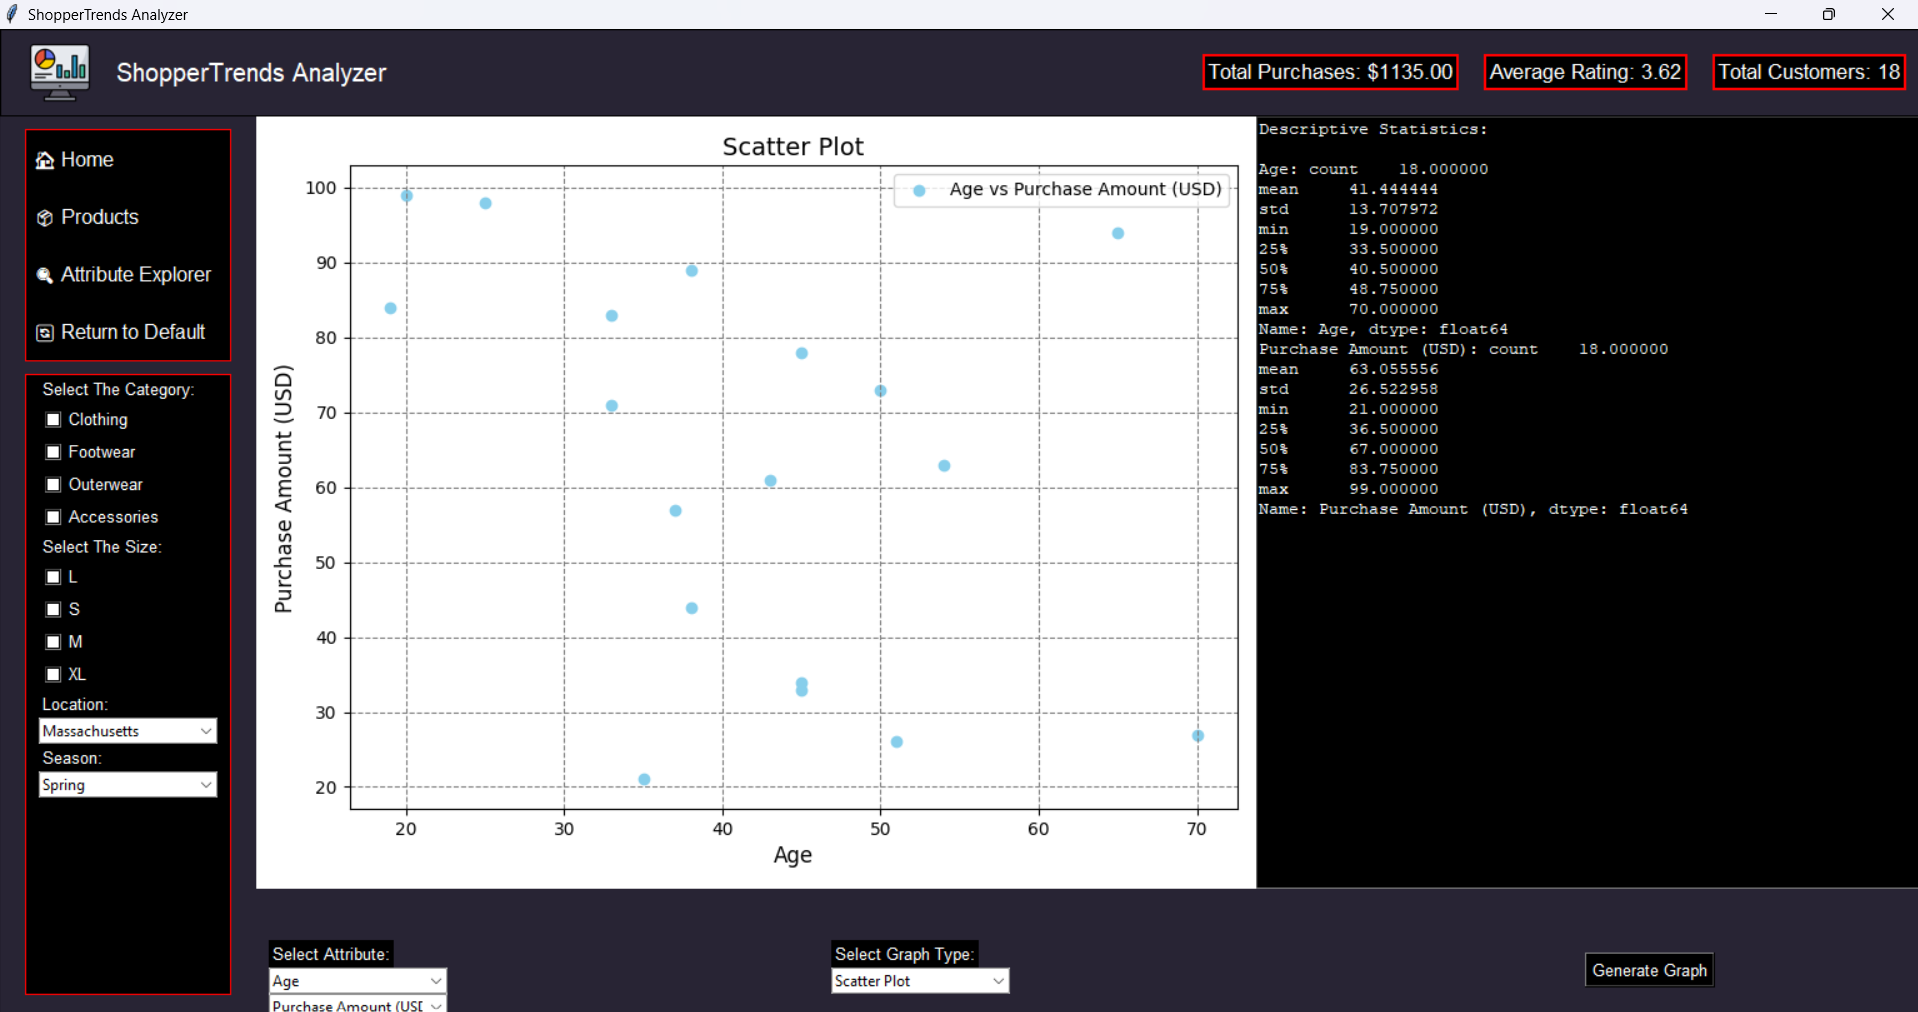 ShopperTrends Analyzer
ShopperTrends Analyzer
Total Purchases: $1135.00
Average Rating: 3.62
Total Customers: 18
Home
Products
Attribute Explorer
Return to Default
Select The Category:
Clothing
Footwear
Outerwear
Accessories
Select The Size:
L
S
M
XL
Location:
Massachusetts
Season:
Spring
Scatter Plot
Age vs Purchase Amount (USD)
100
90
80
70
60
50
40
30
20
Purchase Amount (USD)
20 30 40 50 60 70
Age
Descriptive Statistics:
Age: count 18.000000
mean 41.444444
std 13.707972
min 19.000000
25% 33.500000
50% 40.500000
75% 48.750000
max 70.000000
Name: Age, dtype: float64
Purchase Amount (USD): count 18.000000
mean 63.055556
std 26.522958
min 21.000000
25% 36.500000
50% 67.000000
75% 83.750000
max 99.000000
Name: Purchase Amount (USD), dtype: float64
Select Attribute:
Age
Purchase Amount (USD
Select Graph Type:
Scatter Plot
Generate Graph